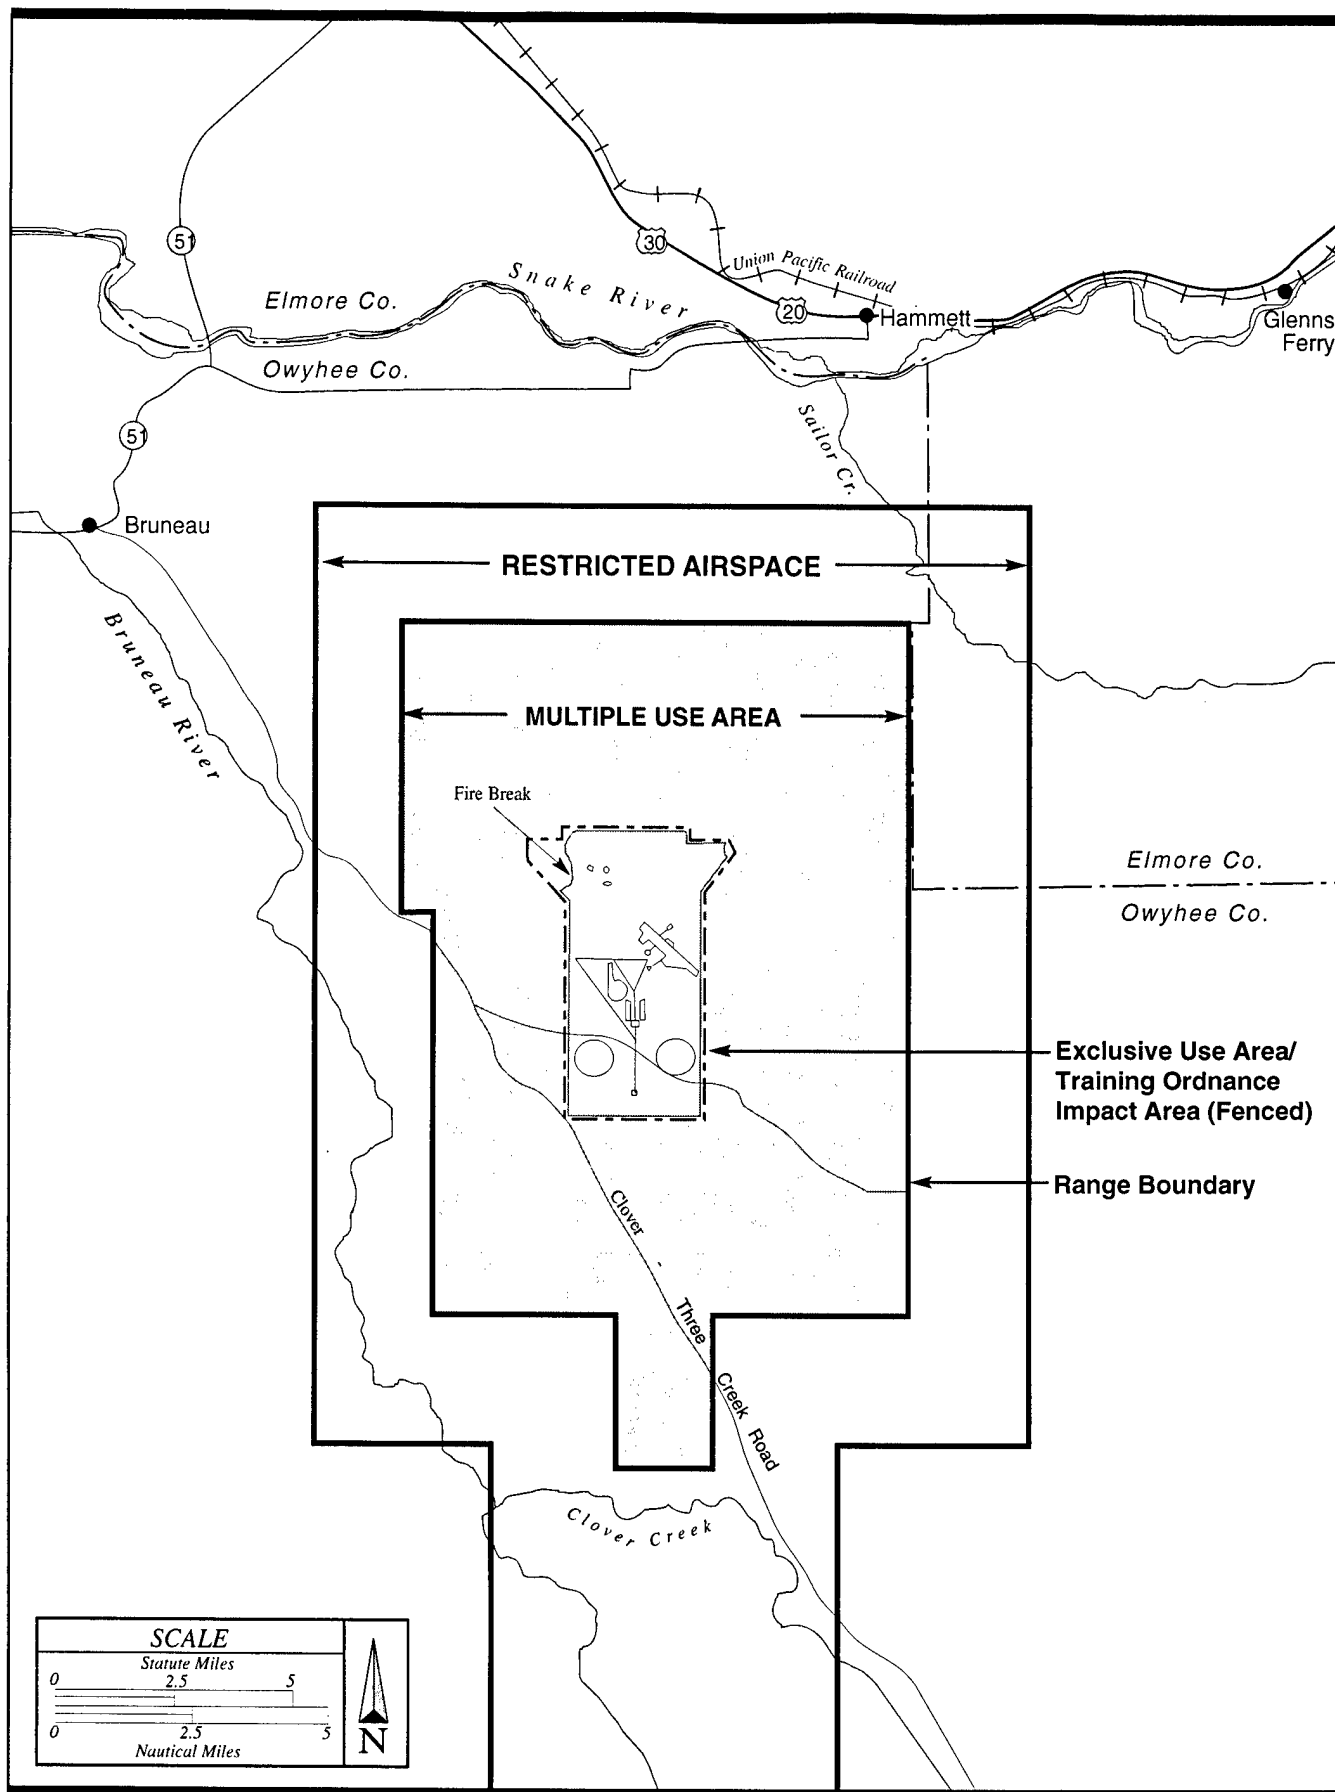 51
30
Union Pacific Railroad
Snake River
Elmore Co.
20
Hammett
Glenns
Ferry
Owyhee Co.
51
Sailor Cr.
Bruneau
RESTRICTED AIRSPACE
Bruneau River
MULTIPLE USE AREA
Fire Break
Elmore Co.
Owyhee Co.
Exclusive Use Area/
Training Ordnance
Impact Area (Fenced)
Range Boundary
Clover - Three Creek Road
Clover Creek
SCALE
Statute Miles
0 2.5 5
0 2.5 5
Nautical Miles
N